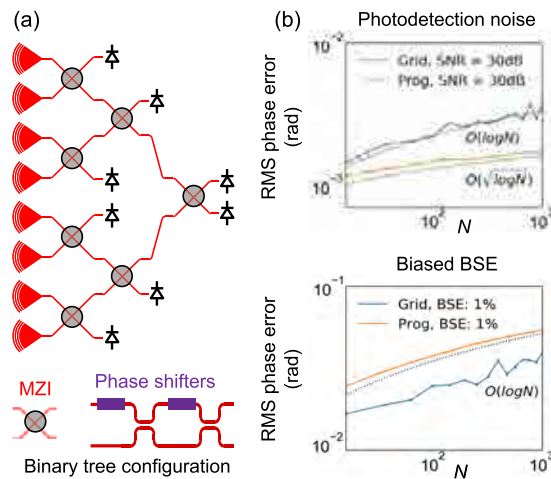 (a)
MZI
Phase shifters
Binary tree configuration
(b)
Photodetection noise
RMS phase error
(rad)
10⁻²
10⁻³
Grid, SNR = 30dB
Prog, SNR = 30dB
O(logN)
O(√logN)
10²
10³
N
Biased BSE
RMS phase error
(rad)
10⁻¹
10⁻²
Grid, BSE: 1%
Prog, BSE: 1%
O(logN)
10²
10³
N